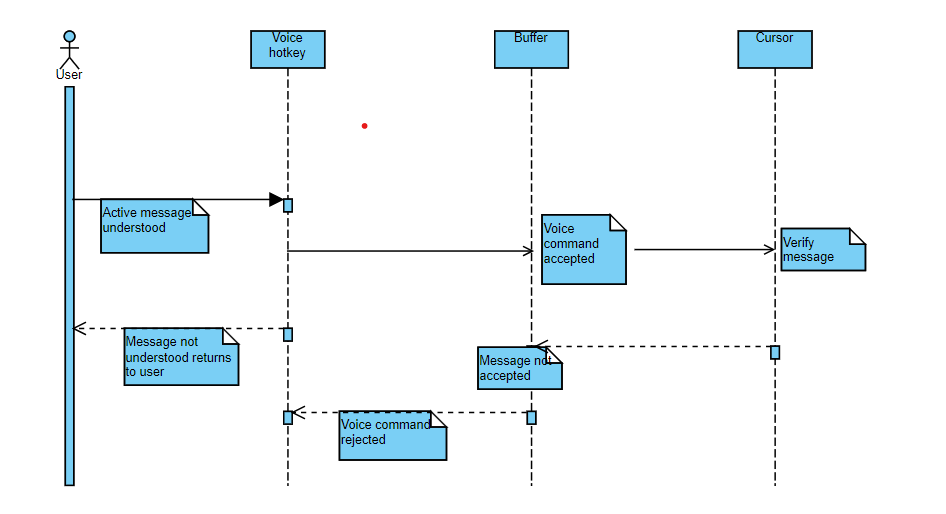 User
Voice
hotkey
Buffer
Cursor
Active message
understood
Voice
command
accepted
Verify
message
Message not
understood returns
to user
Message not
accepted
Voice command
rejected